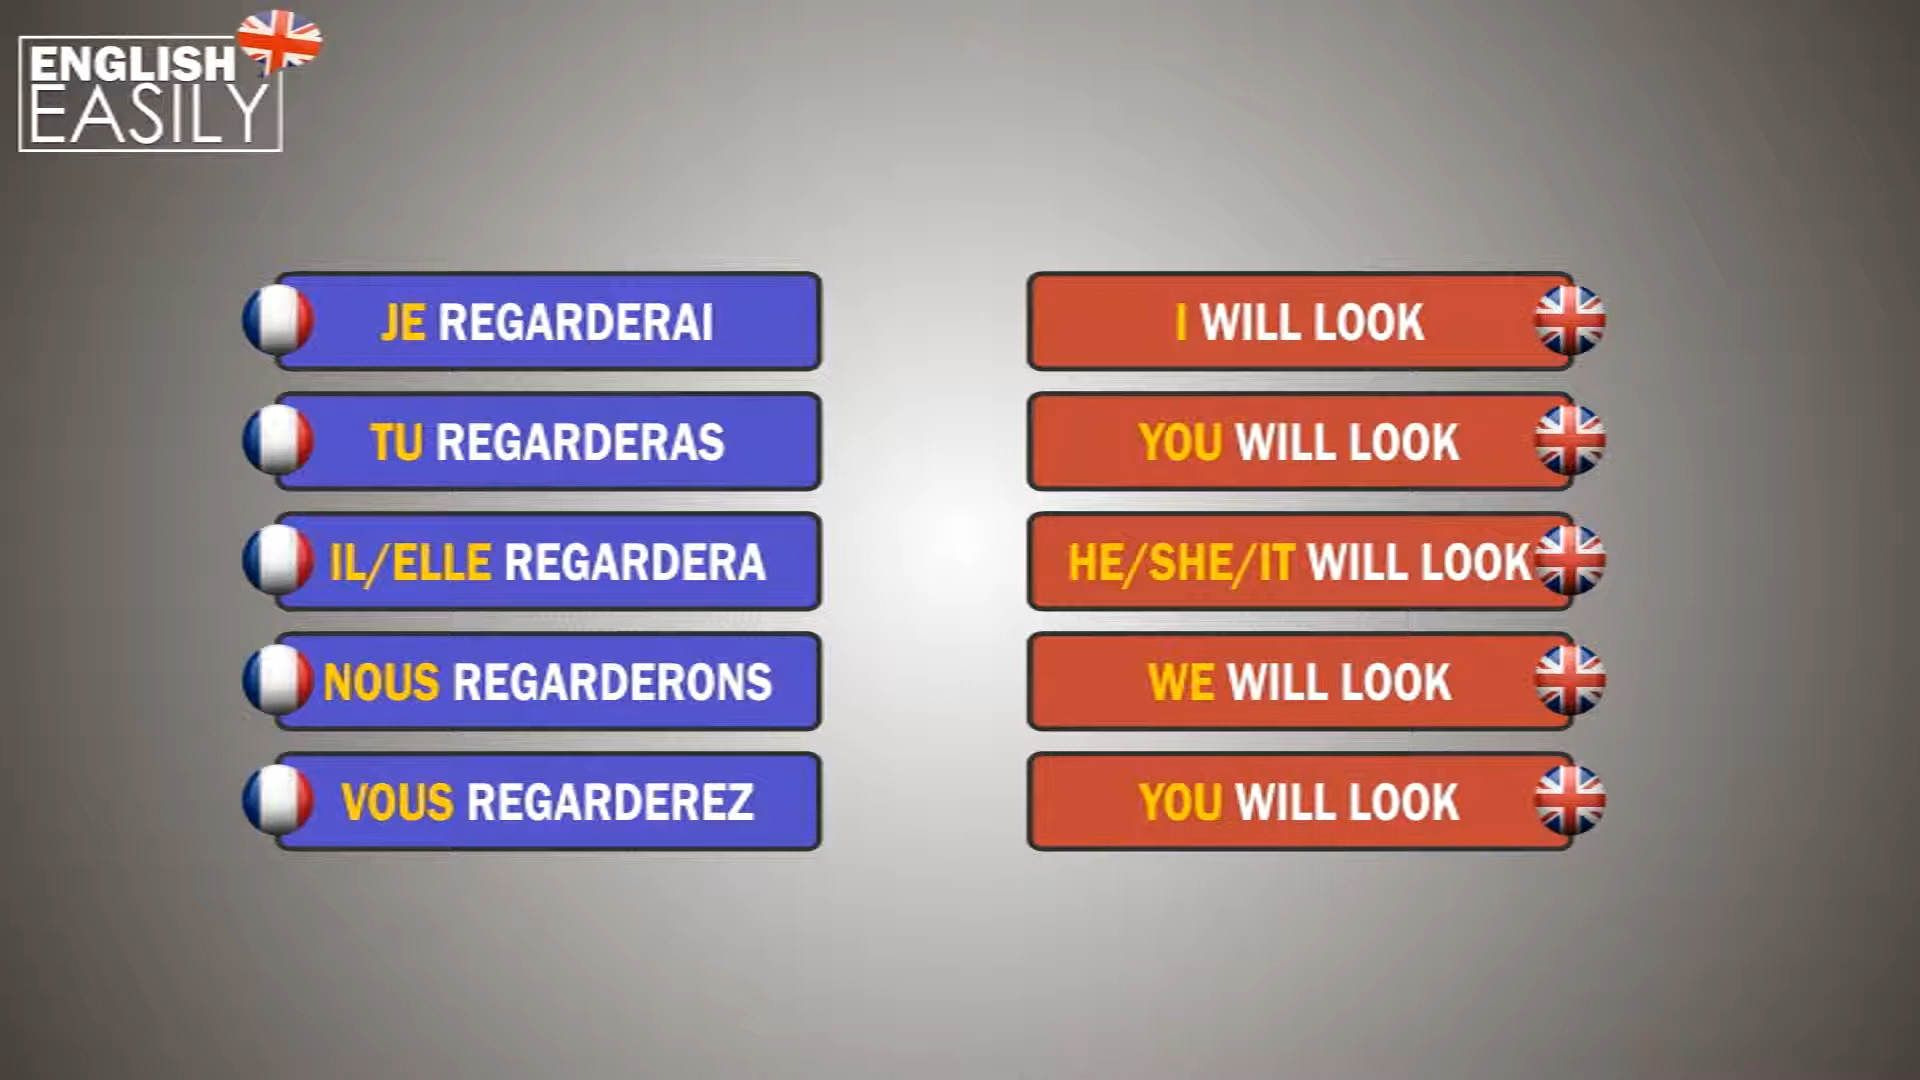 ENGLISH
EASILY
JE REGARDERAI
I WILL LOOK
TU REGARDERAS
YOU WILL LOOK
IL/ELLE REGARDERA
HE/SHE/IT WILL LOOK
NOUS REGARDERONS
WE WILL LOOK
VOUS REGARDEREZ
YOU WILL LOOK